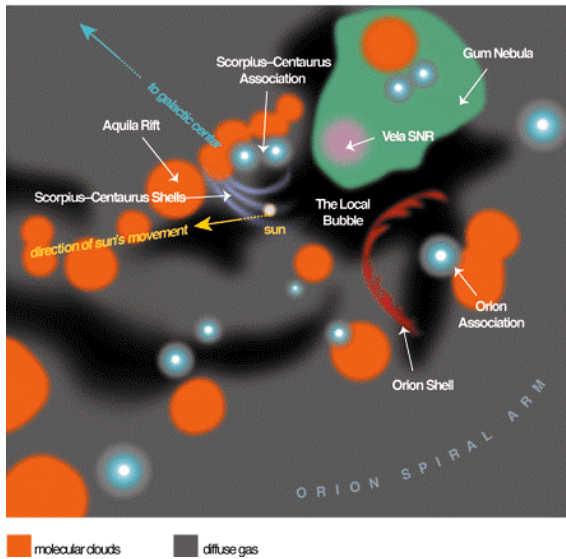 Scorpius–Centaurus
Association
Gum Nebula
to galactic center
Aquila Rift
Vela SNR
Scorpius–Centaurus Shells
The Local
Bubble
direction of sun's movement
sun
Orion
Association
Orion Shell
ORION SPIRAL ARM
molecular clouds
diffuse gas